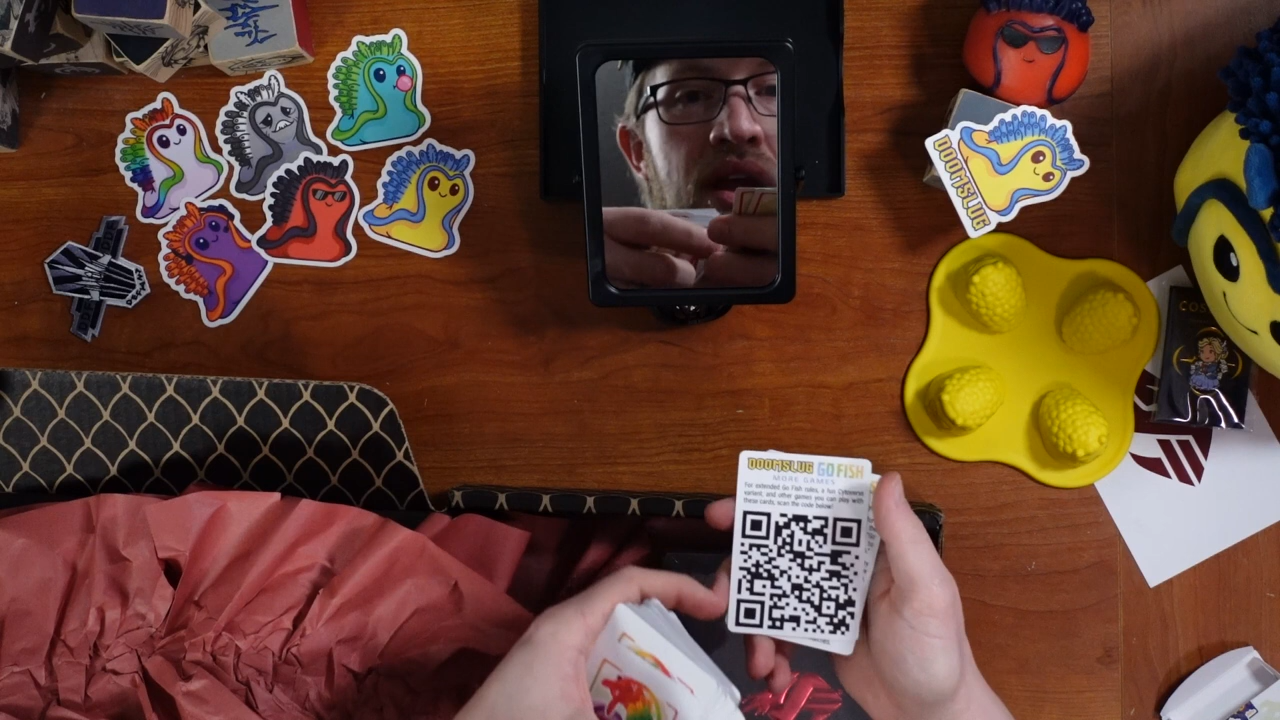 DOOMSLUG
DOOMSLUG GO FISH
MORE GAMES
For extended Go Fish rules, a fun Cytoverse
variant, and other games you can play with
these cards, scan the code below!